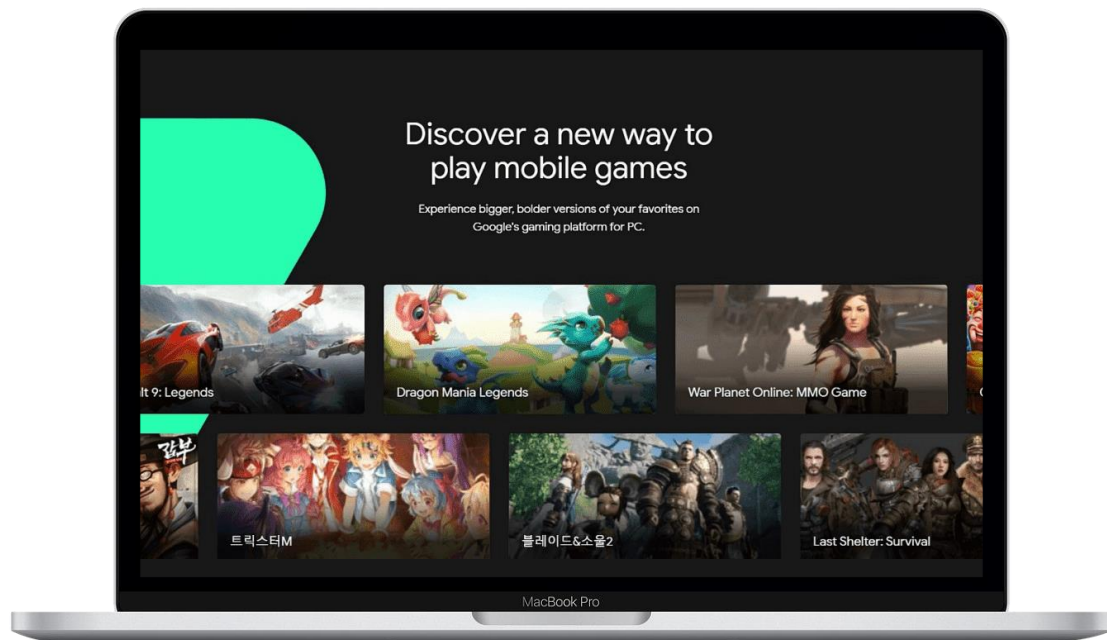 Discover a new way to
play mobile games
Experience bigger, bolder versions of your favorites on
Google's gaming platform for PC.
lt 9: Legends
Dragon Mania Legends
War Planet Online: MMO Game
갑부
트릭스터M
블레이드&소울2
Last Shelter: Survival
MacBook Pro